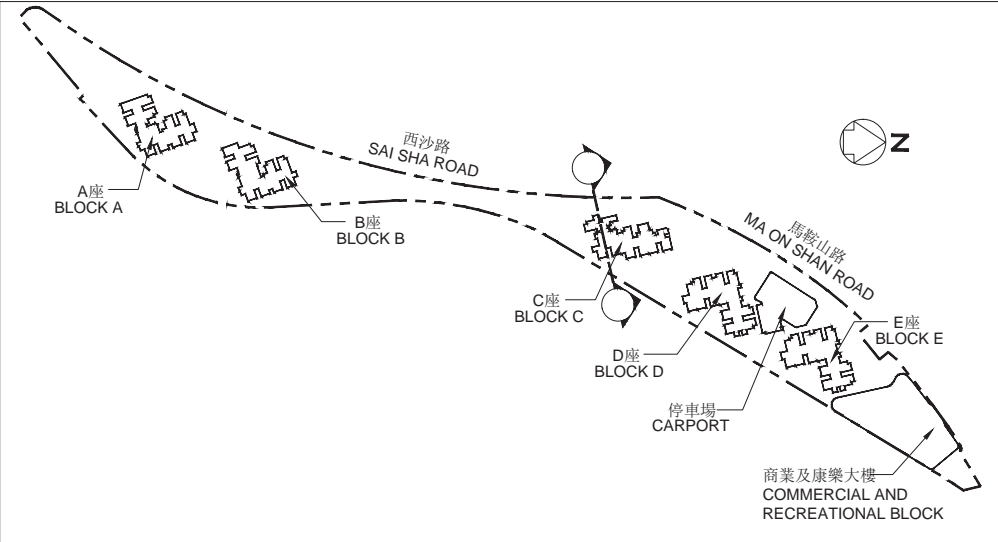 西沙路
SAI SHA ROAD
N
A座
BLOCK A
B座
BLOCK B
馬鞍山路
MA ON SHAN ROAD
C座
BLOCK C
E座
BLOCK E
D座
BLOCK D
停車場
CARPORT
商業及康樂大樓
COMMERCIAL AND
RECREATIONAL BLOCK